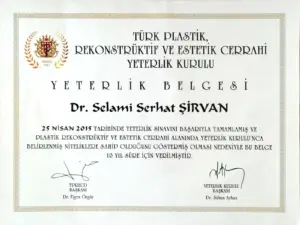 TÜRK PLASTİK,
REKONSTRÜKTİF VE ESTETİK CERRAHİ
YETERLİK KURULU
YETERLİK BELGESİ
Dr. Selami Serhat ŞİRVAN
25 NİSAN 2015 TARİHİNDE YETERLİK SINAVINI BAŞARIYLA TAMAMLAMIŞ VE
PLASTİK REKONSTRÜKTİF VE ESTETİK CERRAHİ ALANINDA YETERLİK KURULU'NCA
BELİRLENMİŞ NİTELİKLERE SAHİP OLDUĞUNU GÖSTERMİŞ OLMASI NEDENİYLE BU BELGE
10 YIL SÜRE İÇİN VERİLMİŞTİR.
TPRECD
BAŞKANI
YETERLİK KURULU
BAŞKANI